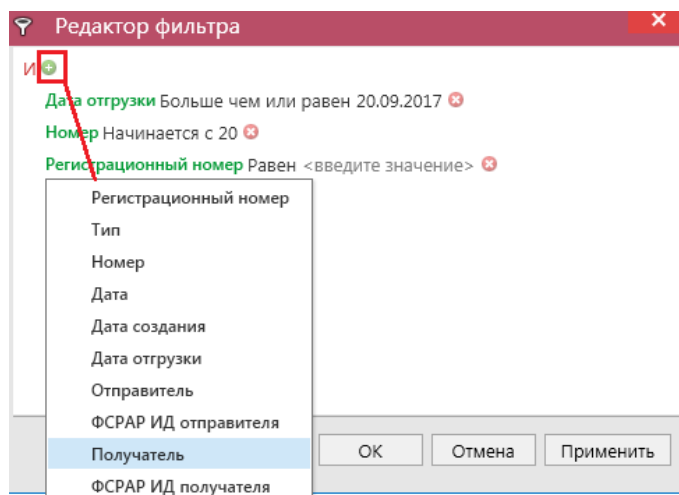 Редактор фильтра
И
Дата отгрузки Больше чем или равен 20.09.2017
Номер Начинается с 20
Регистрационный номер Равен <введите значение>
Регистрационный номер
Тип
Номер
Дата
Дата создания
Дата отгрузки
Отправитель
ФСРАР ИД отправителя
Получатель
ФСРАР ИД получателя
ОК Отмена Применить